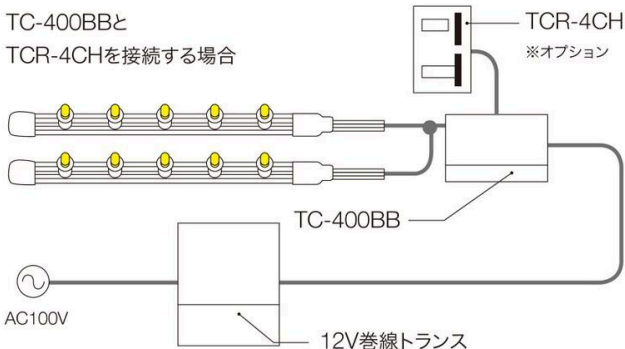 TC-400BBと
TCR-4CHを接続する場合
TCR-4CH
※オプション
TC-400BB
AC100V
12V巻線トランス